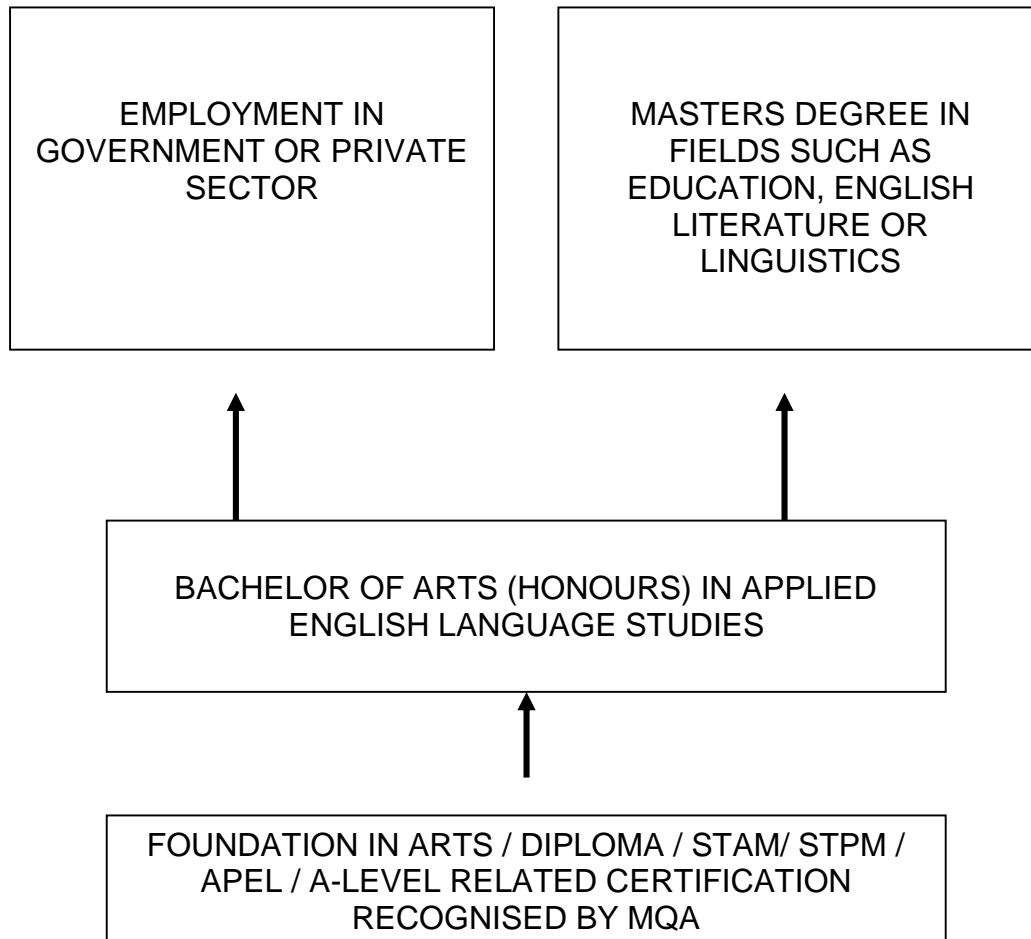 EMPLOYMENT IN
GOVERNMENT OR PRIVATE
SECTOR
MASTERS DEGREE IN
FIELDS SUCH AS
EDUCATION, ENGLISH
LITERATURE OR
LINGUISTICS
BACHELOR OF ARTS (HONOURS) IN APPLIED
ENGLISH LANGUAGE STUDIES
FOUNDATION IN ARTS / DIPLOMA / STAM/ STPM /
APEL / A-LEVEL RELATED CERTIFICATION
RECOGNISED BY MQA